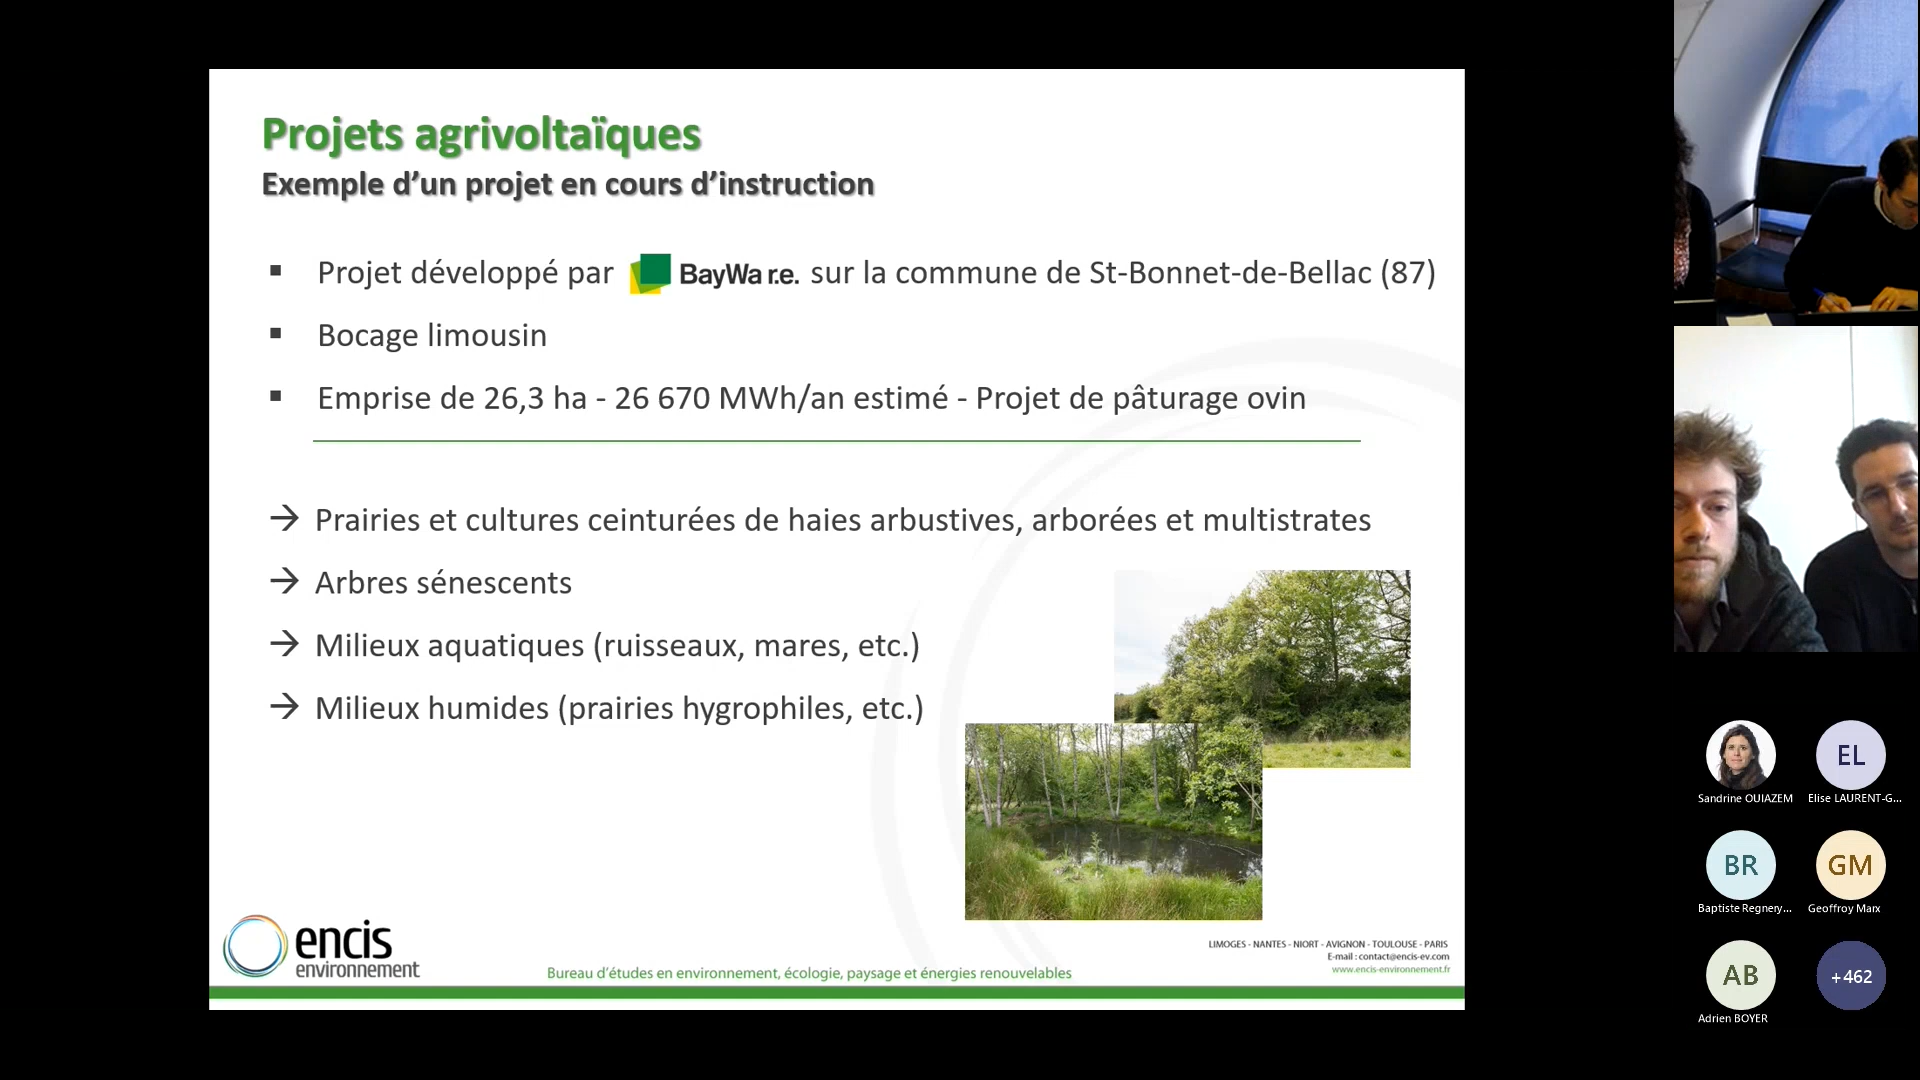 Projets agrivoltaïques
Exemple d’un projet en cours d’instruction
▪ Projet développé par BayWa r.e. sur la commune de St-Bonnet-de-Bellac (87)
▪ Bocage limousin
▪ Emprise de 26,3 ha - 26 670 MWh/an estimé - Projet de pâturage ovin
→ Prairies et cultures ceinturées de haies arbustives, arborées et multistrates
→ Arbres sénescents
→ Milieux aquatiques (ruisseaux, mares, etc.)
→ Milieux humides (prairies hygrophiles, etc.)
encis
environnement
Bureau d’études en environnement, écologie, paysage et énergies renouvelables
LIMOGES - NANTES - NIORT - AVIGNON - TOULOUSE - PARIS
E-mail : contact@encis-ev.com
www.encis-environnement.fr
Sandrine OUIAZEM
EL
Elise LAURENT-G...
BR
Baptiste Regnery...
GM
Geoffroy Marx
AB
Adrien BOYER
+462